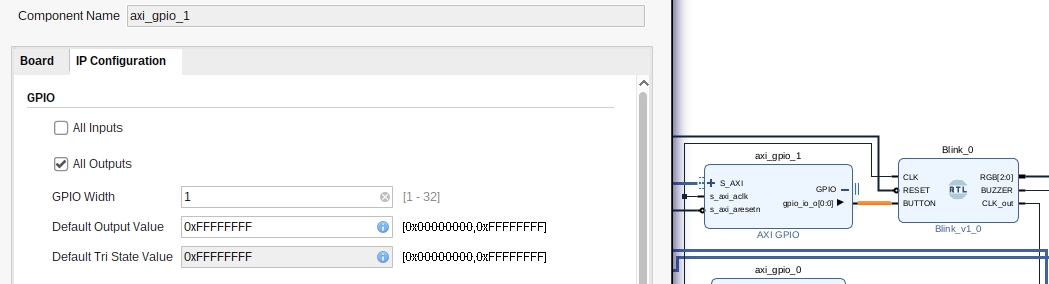 Component Name axi_gpio_1
Board IP Configuration
GPIO
All Inputs
All Outputs
GPIO Width 1 [1 - 32]
Default Output Value 0xFFFFFFFF [0x00000000,0xFFFFFFFF]
Default Tri State Value 0xFFFFFFFF [0x00000000,0xFFFFFFFF]
axi_gpio_1
S_AXI
s_axi_aclk
s_axi_aresetn
GPIO
gpio_io_o[0:0]
AXI GPIO
Blink_0
CLK
RESET
BUTTON
RTL
RGB[2:0]
BUZZER
CLK_out
Blink_v1_0
axi_gpio_0